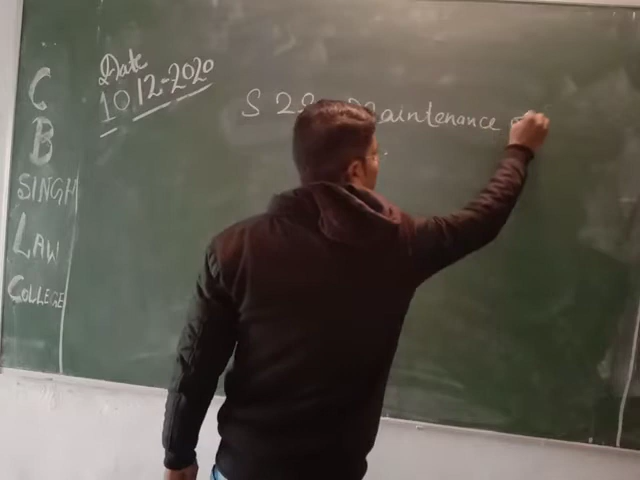 C
B
SINGH
LAW
COLLEGE
Date
10 12-2020
S Maintenance